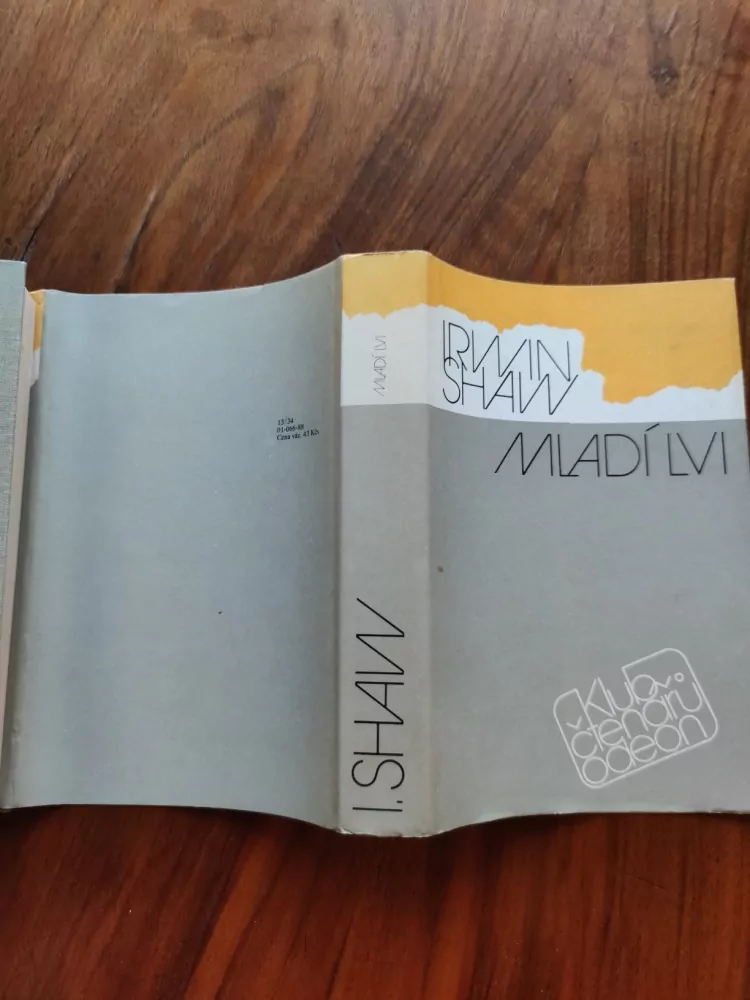 13/34
01-066-88
Cena váz. 43 Kčs
MLADÍ LVI
I. SHAW
IRWIN
SHAW
MLADÍ LVI
Klub
čtenářů
odeon